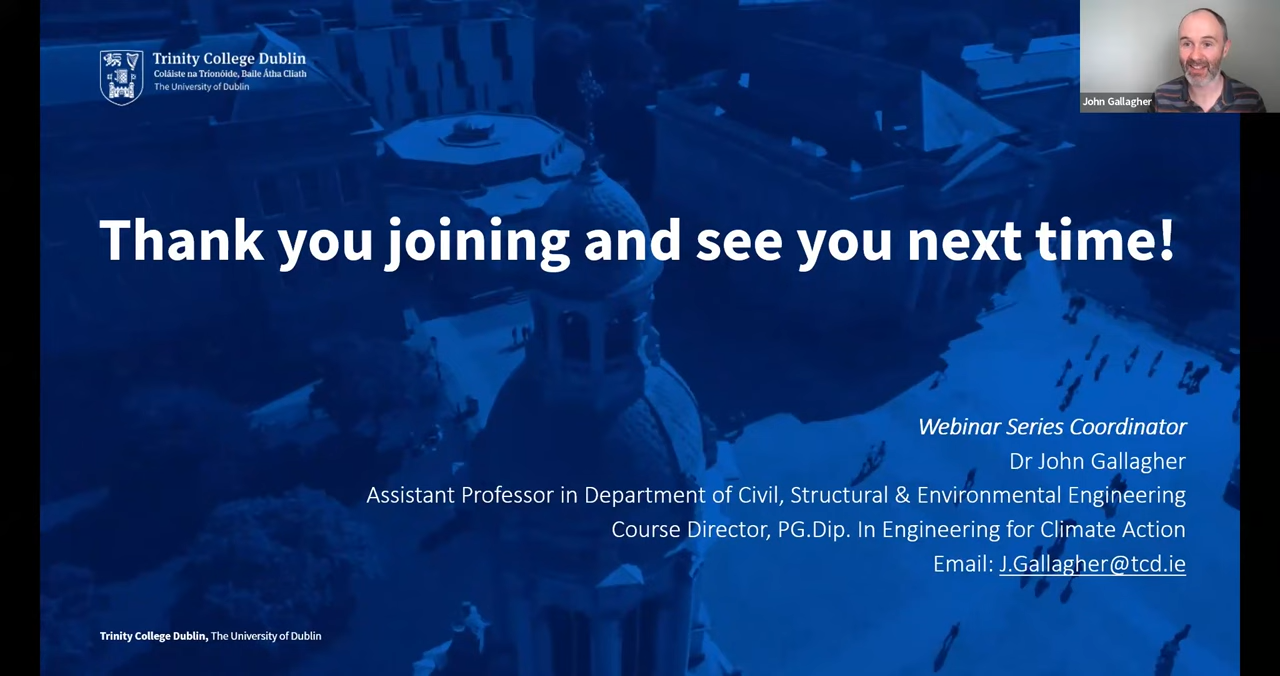 Trinity College Dublin
Coláiste na Tríonóide, Baile Átha Cliath
The University of Dublin
John Gallagher
Thank you joining and see you next time!
Webinar Series Coordinator
Dr John Gallagher
Assistant Professor in Department of Civil, Structural & Environmental Engineering
Course Director, PG.Dip. In Engineering for Climate Action
Email: J.Gallagher@tcd.ie
Trinity College Dublin, The University of Dublin